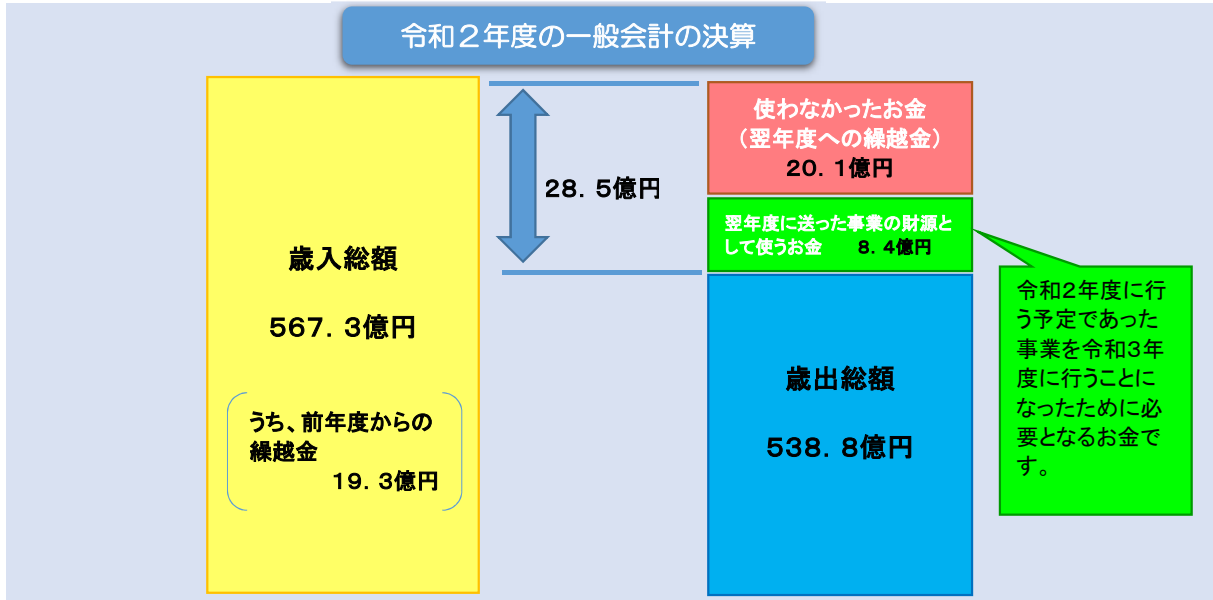 令和２年度の一般会計の決算
歳入総額
５６７．３億円
うち、前年度からの
繰越金
１９．３億円
２８．５億円
使わなかったお金
（翌年度への繰越金）
２０．１億円
翌年度に送った事業の財源と
して使うお金　　８．４億円
歳出総額
５３８．８億円
令和２年度に行
う予定であった
事業を令和３年
度に行うことに
なったために必
要となるお金で
す。